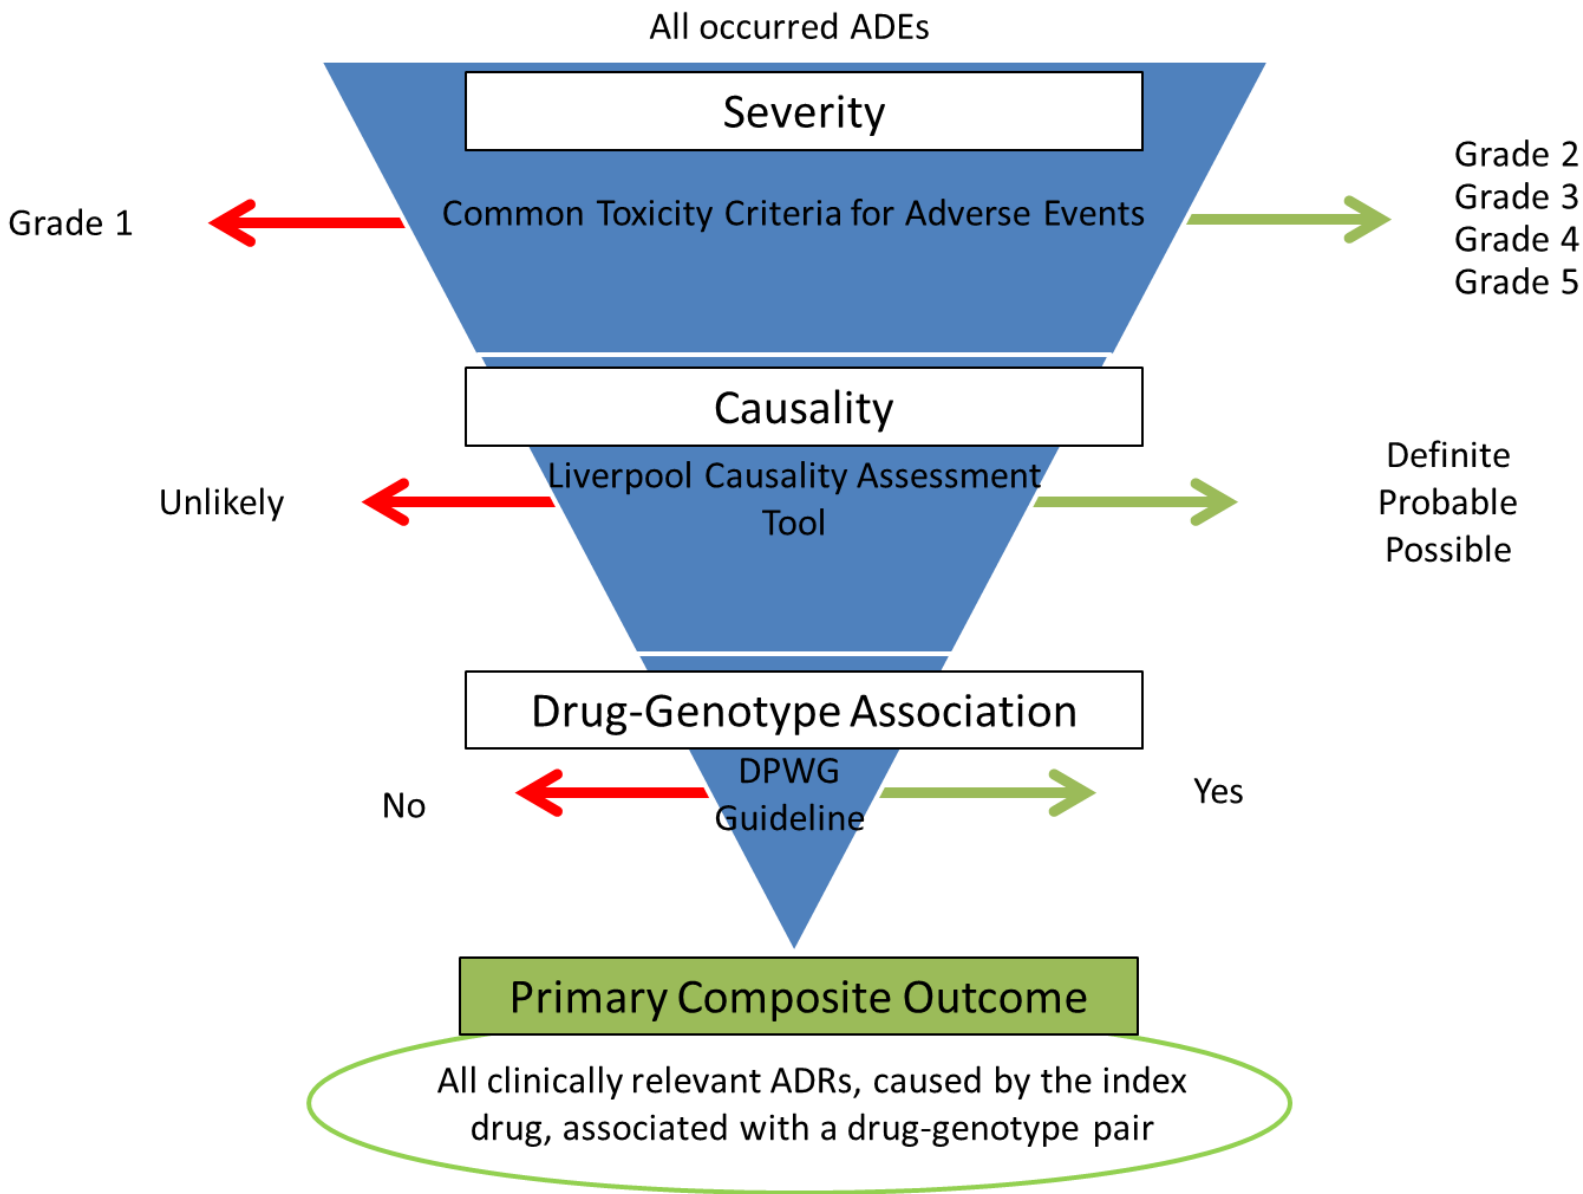 All occurred ADEs
Severity
Grade 1
Common Toxicity Criteria for Adverse Events
Grade 2
Grade 3
Grade 4
Grade 5
Causality
Unlikely
Liverpool Causality Assessment
Tool
Definite
Probable
Possible
Drug-Genotype Association
No
DPWG
Guideline
Yes
Primary Composite Outcome
All clinically relevant ADRs, caused by the index
drug, associated with a drug-genotype pair